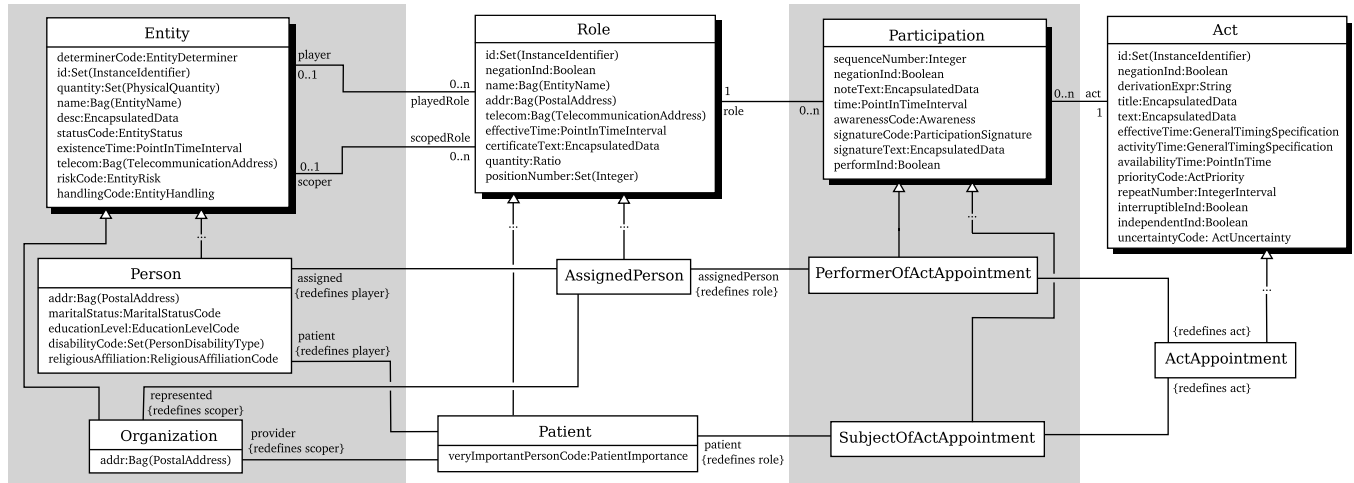 Entity
determinerCode:EntityDeterminer
id:Set(InstanceIdentifier)
quantity:Set(PhysicalQuantity)
name:Bag(EntityName)
desc:EncapsulatedData
statusCode:EntityStatus
existenceTime:PointInTimeInterval
telecom:Bag(TelecommunicationAddress)
riskCode:EntityRisk
handlingCode:EntityHandling
player
0..1
0..n
playedRole
scopedRole
0..n
0..1
scoper
Role
id:Set(InstanceIdentifier)
negationInd:Boolean
name:Bag(EntityName)
addr:Bag(PostalAddress)
telecom:Bag(TelecommunicationAddress)
effectiveTime:PointInTimeInterval
certificateText:EncapsulatedData
quantity:Ratio
positionNumber:Set(Integer)
1
role
0..n
Participation
sequenceNumber:Integer
negationInd:Boolean
noteText:EncapsulatedData
time:PointInTimeInterval
awarenessCode:Awareness
signatureCode:ParticipationSignature
signatureText:EncapsulatedData
performInd:Boolean
0..n
act
1
Act
id:Set(InstanceIdentifier)
negationInd:Boolean
derivationExpr:String
title:EncapsulatedData
text:EncapsulatedData
effectiveTime:GeneralTimingSpecification
activityTime:GeneralTimingSpecification
availabilityTime:PointInTime
priorityCode:ActPriority
repeatNumber:IntegerInterval
interruptibleInd:Boolean
independentInd:Boolean
uncertaintyCode: ActUncertainty
...
...
...
...
...
Person
addr:Bag(PostalAddress)
maritalStatus:MaritalStatusCode
educationLevel:EducationLevelCode
disabilityCode:Set(PersonDisabilityType)
religiousAffiliation:ReligiousAffiliationCode
assigned
{redefines player}
patient
{redefines player}
AssignedPerson
assignedPerson
{redefines role}
PerformerOfActAppointment
{redefines act}
ActAppointment
{redefines act}
represented
{redefines scoper}
Organization
addr:Bag(PostalAddress)
provider
{redefines scoper}
Patient
veryImportantPersonCode:PatientImportance
patient
{redefines role}
SubjectOfActAppointment